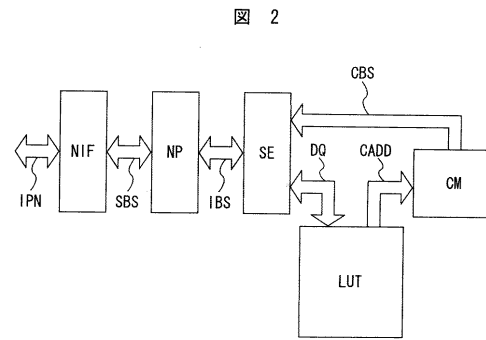 図 2
CBS
NIF
NP
SE
DQ
CADD
CM
IPN
SBS
IBS
LUT